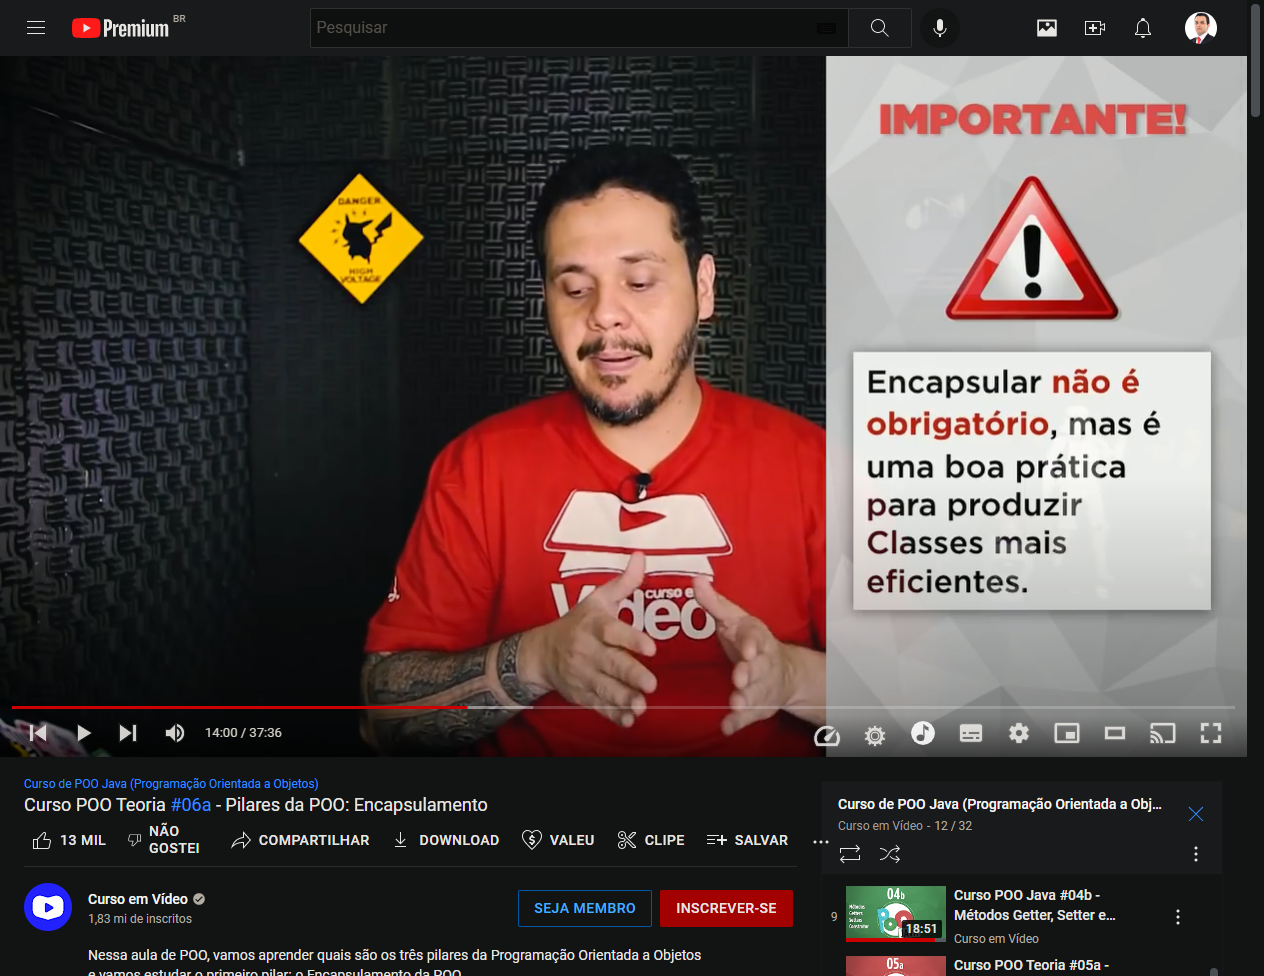 Premium BR
Pesquisar
IMPORTANTE!
DANGER
HIGH
VOLTAGE
Encapsular não é
obrigatório, mas é
uma boa prática
para produzir
Classes mais
eficientes.
curso em
Vídeo
14:00 / 37:36
Curso de POO Java (Programação Orientada a Objetos)
Curso POO Teoria #06a - Pilares da POO: Encapsulamento
13 MIL
NÃO
GOSTEI
COMPARTILHAR
DOWNLOAD
VALEU
CLIPE
SALVAR
Curso em Vídeo
1,83 mi de inscritos
SEJA MEMBRO
INSCREVER-SE
Nessa aula de POO, vamos aprender quais são os três pilares da Programação Orientada a Objetos
e vamos estudar o primeiro pilar: o Encapsulamento da POO.
Curso de POO Java (Programação Orientada a Obj...
Curso em Vídeo - 12 / 32
9
04b
Métodos
Getters
Setters
Construtor
18:51
Curso POO Java #04b -
Métodos Getter, Setter e...
Curso em Vídeo
05a
Curso POO Teoria #05a -